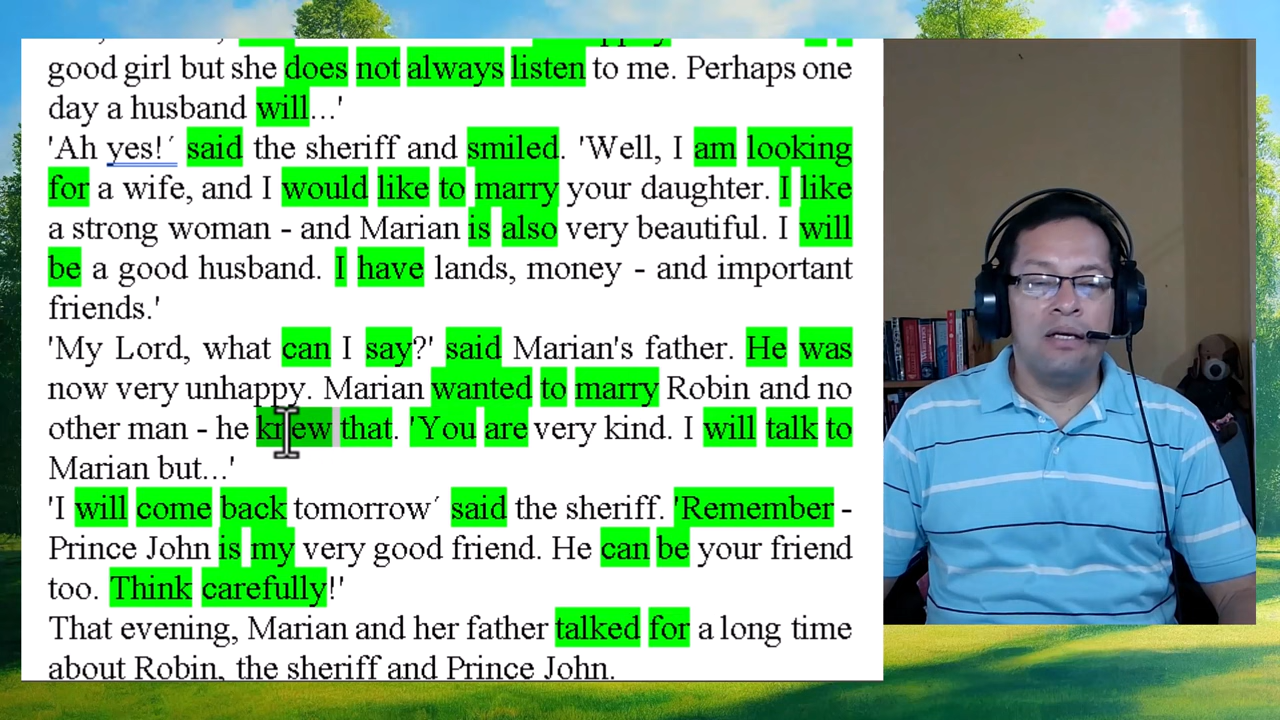 good girl but she does not always listen to me. Perhaps one
day a husband will...'
'Ah yes!´ said the sheriff and smiled. 'Well, I am looking
for a wife, and I would like to marry your daughter. I like
a strong woman - and Marian is also very beautiful. I will
be a good husband. I have lands, money - and important
friends.'
'My Lord, what can I say?' said Marian's father. He was
now very unhappy. Marian wanted to marry Robin and no
other man - he knew that. 'You are very kind. I will talk to
Marian but...'
'I will come back tomorrow´ said the sheriff. 'Remember -
Prince John is my very good friend. He can be your friend
too. Think carefully!'
That evening, Marian and her father talked for a long time
about Robin, the sheriff and Prince John.